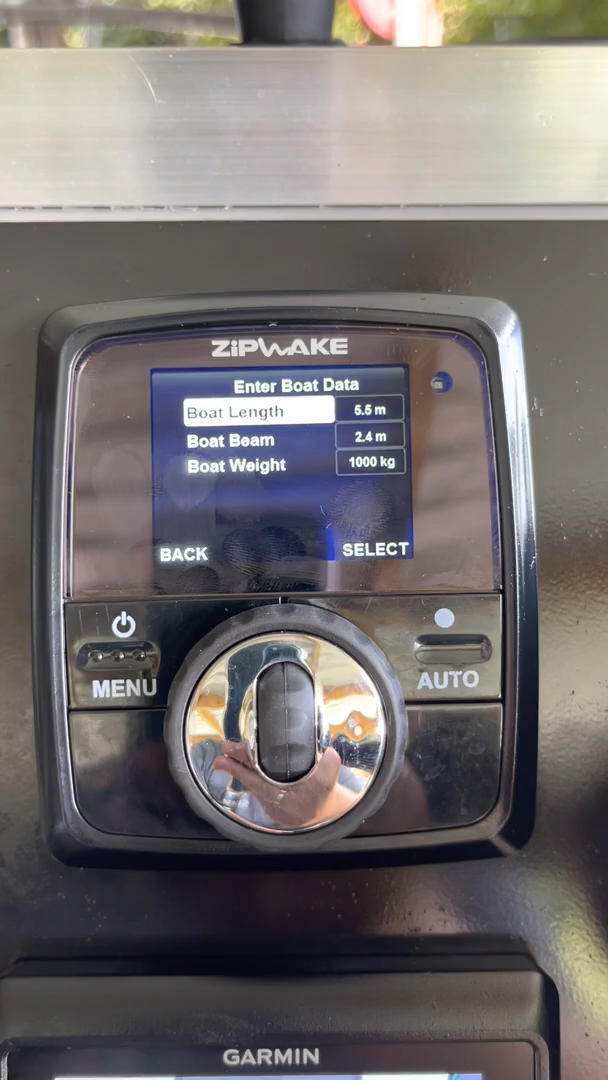 ZIPWAKE
Enter Boat Data
Boat Length 5.5 m
Boat Beam 2.4 m
Boat Weight 1000 kg
BACK SELECT
MENU AUTO
GARMIN